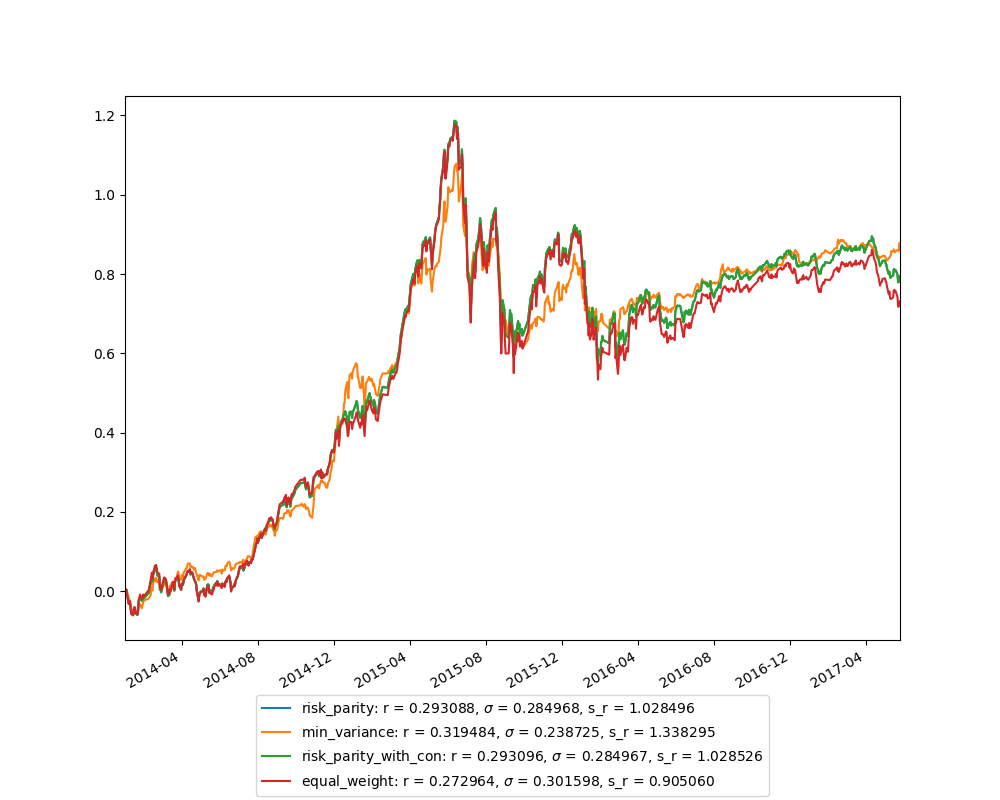 1.2
1.0
0.8
0.6
0.4
0.2
0.0
2014-04 2014-08 2014-12 2015-04 2015-08 2015-12 2016-04 2016-08 2016-12 2017-04
risk_parity: r = 0.293088, σ = 0.284968, s_r = 1.028496
min_variance: r = 0.319484, σ = 0.238725, s_r = 1.338295
risk_parity_with_con: r = 0.293096, σ = 0.284967, s_r = 1.028526
equal_weight: r = 0.272964, σ = 0.301598, s_r = 0.905060